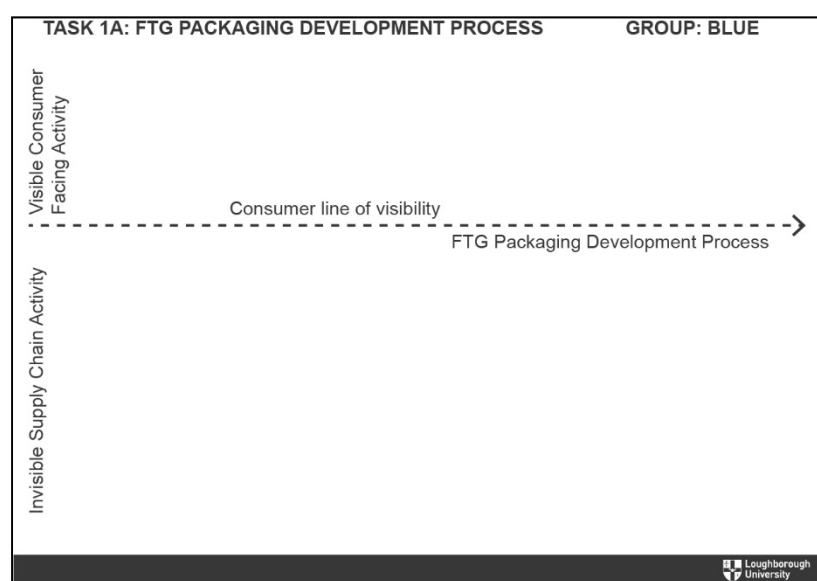 TASK 1A: FTG PACKAGING DEVELOPMENT PROCESS
GROUP: BLUE
Visible Consumer
Facing Activity
Consumer line of visibility
FTG Packaging Development Process
Invisible Supply Chain Activity
Loughborough
University